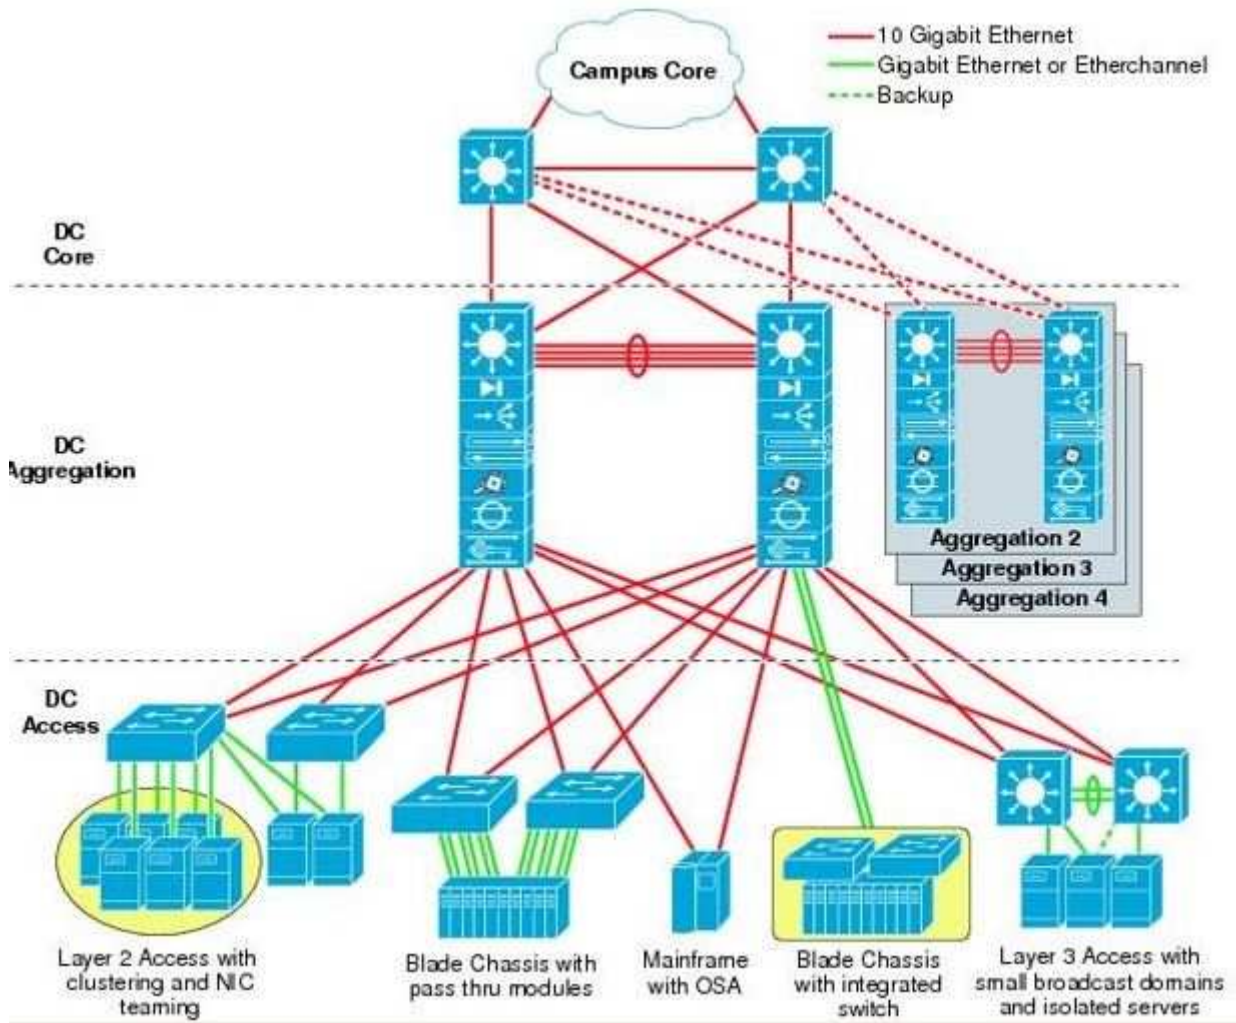 Campus Core
10 Gigabit Ethernet
Gigabit Ethernet or Etherchannel
Backup
DC
Core
DC
Aggregation
Aggregation 2
Aggregation 3
Aggregation 4
DC
Access
Layer 2 Access with
clustering and NIC
teaming
Blade Chassis with
pass thru modules
Mainframe
with OSA
Blade Chassis
with integrated
switch
Layer 3 Access with
small broadcast domains
and isolated servers